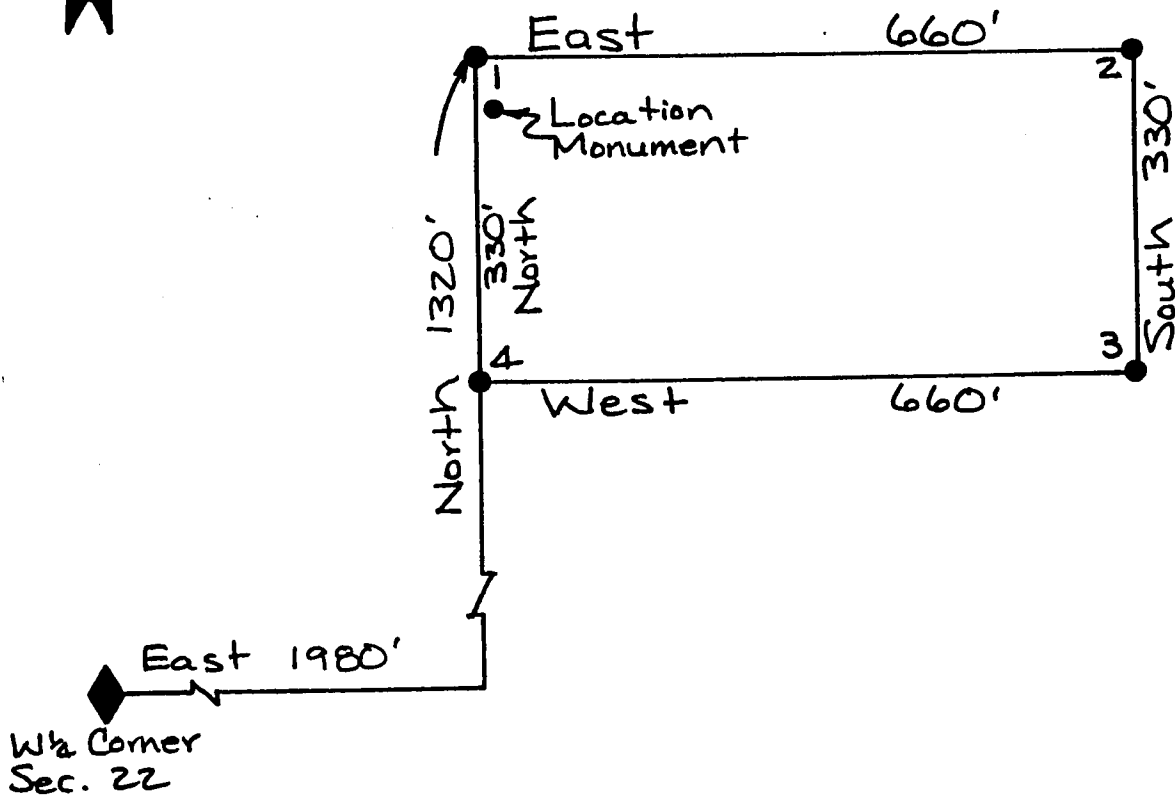 East 660'
1
2
Location
Monument
330'
South
1320'
330'
North
3
4
West 660'
North
East 1980'
W¼ Corner
Sec. 22